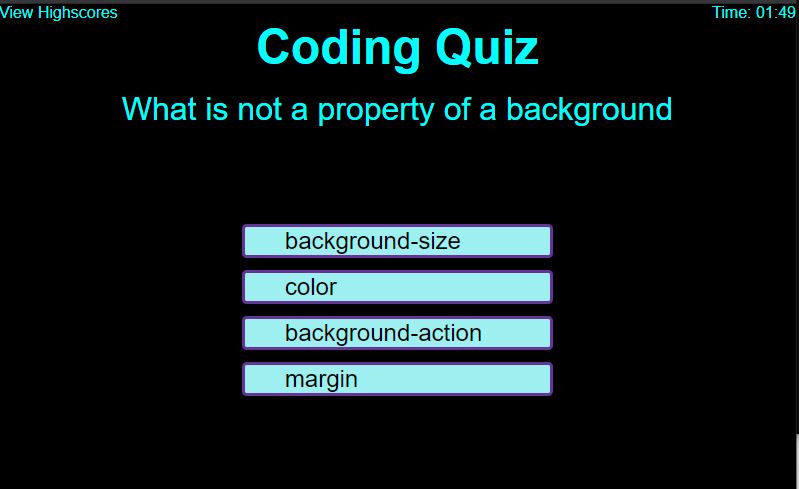 View Highscores
Time: 01:49
Coding Quiz
What is not a property of a background
background-size
color
background-action
margin